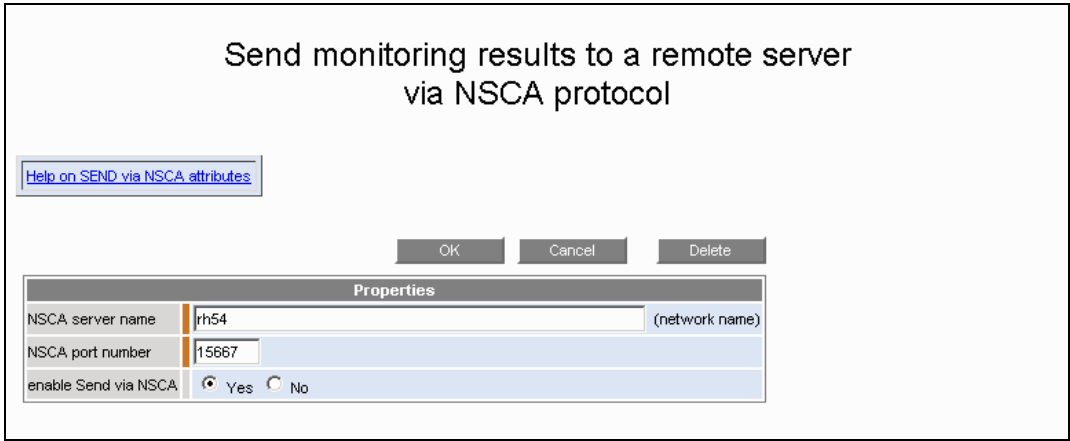 Send monitoring results to a remote server
via NSCA protocol
Help on SEND via NSCA attributes
OK Cancel Delete
Properties
NSCA server name rh54 (network name)
NSCA port number 15667
enable Send via NSCA Yes No